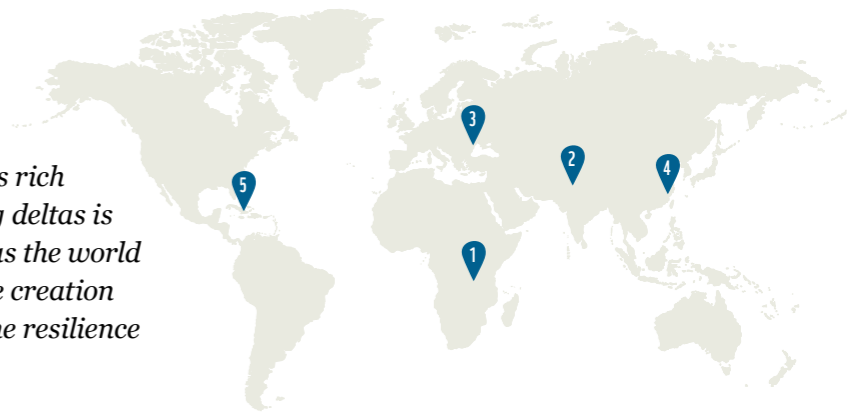 3
2
4
s rich
5
deltas is
as the world
1
e creation
he resilience